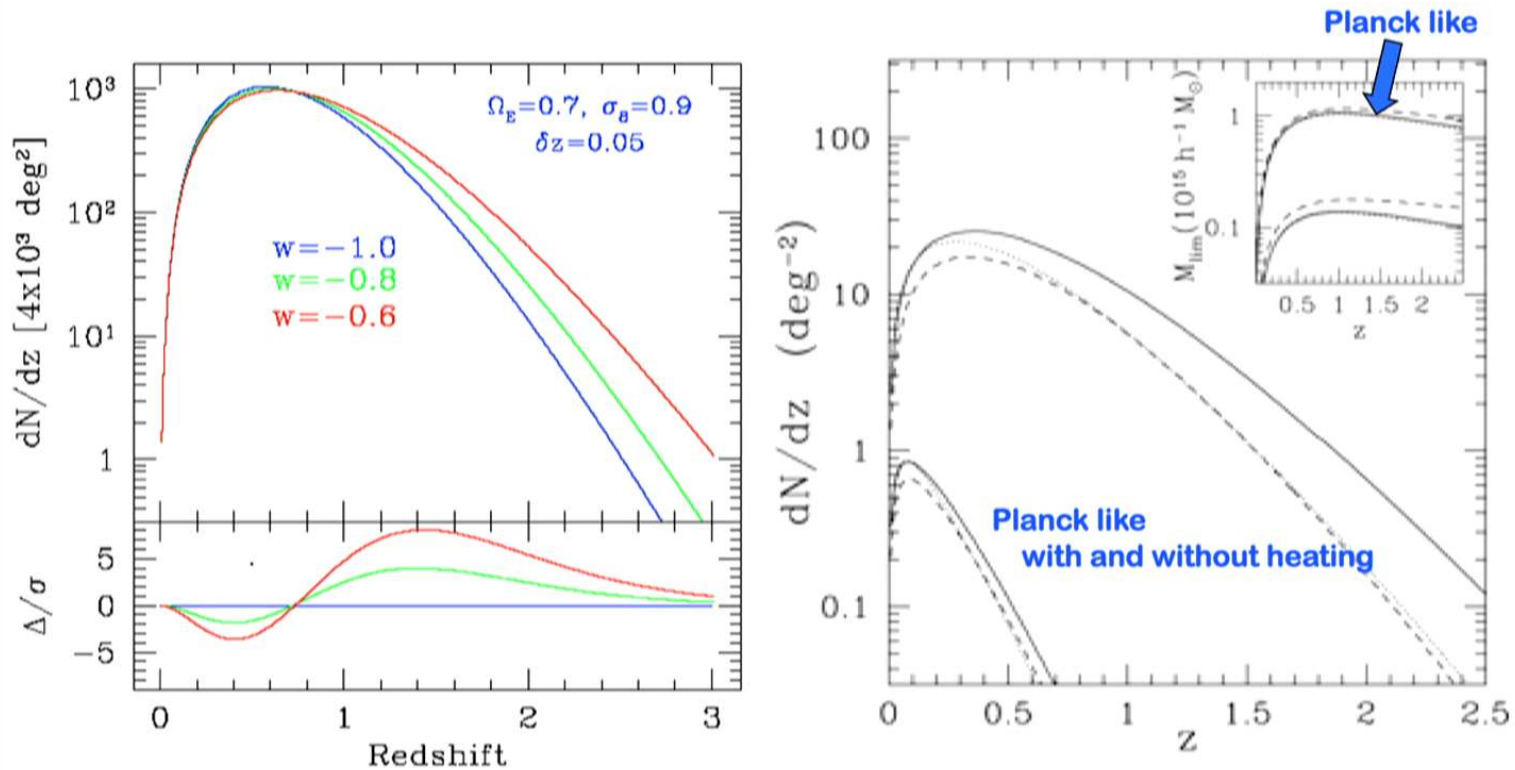 Planck like
10³
10²
10¹
1
dN/dz [4x10³ deg²]
Ω_E=0.7, σ_8=0.9
δz=0.05
w=−1.0
w=−0.8
w=−0.6
5
0
−5
Δ/σ
0 1 2 3
Redshift
100
10
1
0.1
dN/dz (deg⁻²)
M_lim(10¹⁵ h⁻¹ M_⊙)
1
0.1
0.5 1 1.5 2
z
Planck like
with and without heating
0 0.5 1 1.5 2 2.5
z